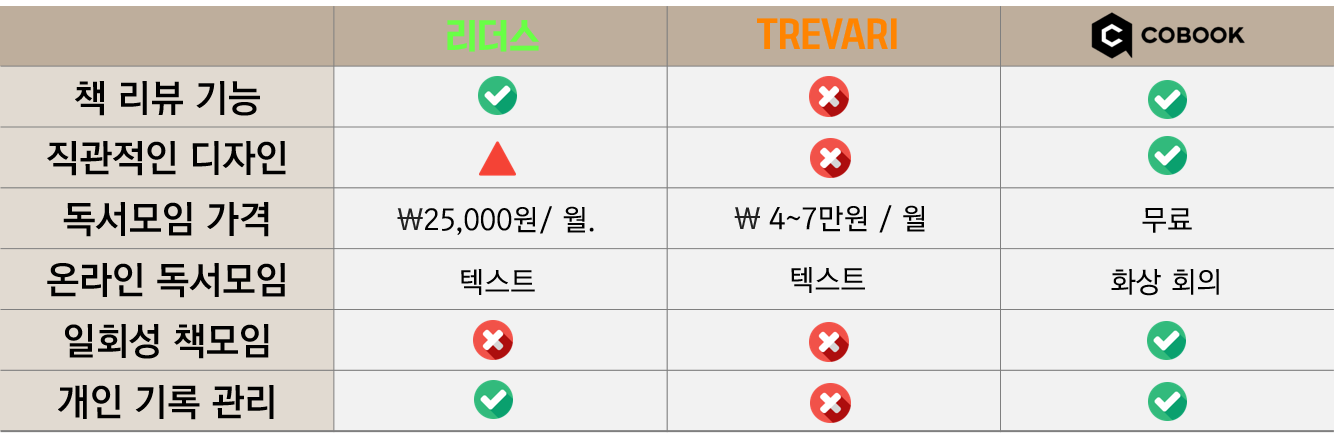 리더스 TREVARI COBOOK
책 리뷰 기능
직관적인 디자인
독서모임 가격 ₩25,000원/ 월. ₩ 4~7만원 / 월 무료
온라인 독서모임 텍스트 텍스트 화상 회의
일회성 책모임
개인 기록 관리